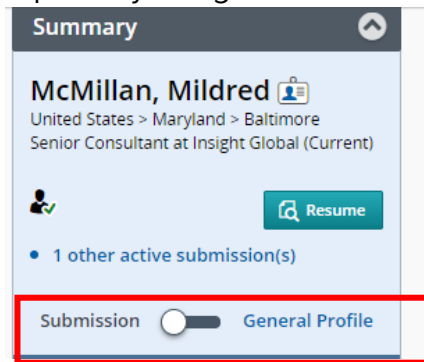 Summary
McMillan, Mildred
United States > Maryland > Baltimore
Senior Consultant at Insight Global (Current)
Resume
• 1 other active submission(s)
Submission General Profile